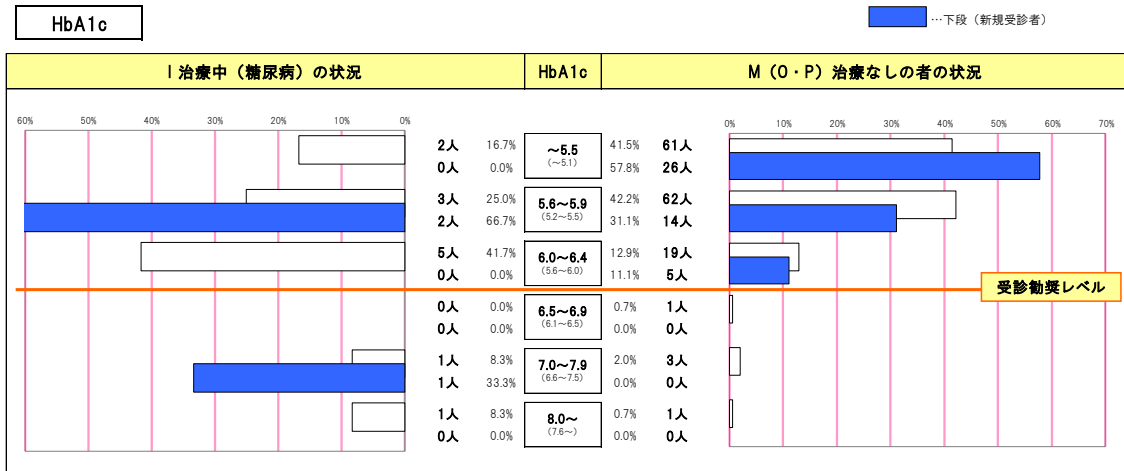 HbA1c
…下段（新規受診者）
Ⅰ治療中（糖尿病）の状況 HbA1c M（O・P）治療なしの者の状況
60% 50% 40% 30% 20% 10% 0% 0% 10% 20% 30% 40% 50% 60% 70%
2人 16.7% ～5.5 41.5% 61人
0人 0.0% （～5.1） 57.8% 26人
3人 25.0% 5.6～5.9 42.2% 62人
2人 66.7% （5.2～5.5） 31.1% 14人
5人 41.7% 6.0～6.4 12.9% 19人
0人 0.0% （5.6～6.0） 11.1% 5人
受診勧奨レベル
0人 0.0% 6.5～6.9 0.7% 1人
0人 0.0% （6.1～6.5） 0.0% 0人
1人 8.3% 7.0～7.9 2.0% 3人
1人 33.3% （6.6～7.5） 0.0% 0人
1人 8.3% 8.0～ 0.7% 1人
0人 0.0% （7.6～） 0.0% 0人